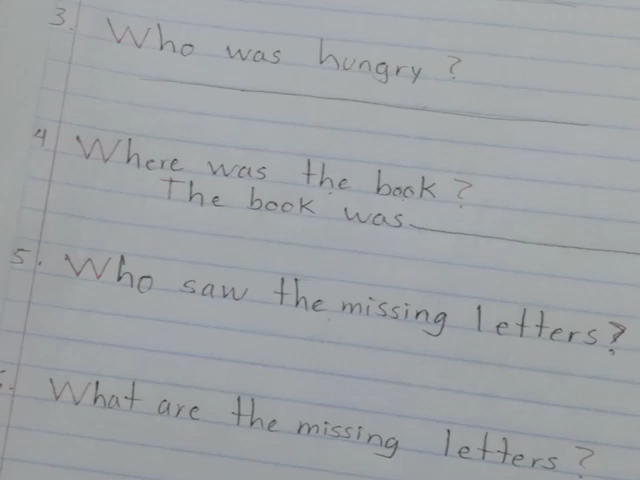 3. Who was hungry?
4 Where was the book?
The book was
5. Who saw the missing letters?
What are the missing letters?